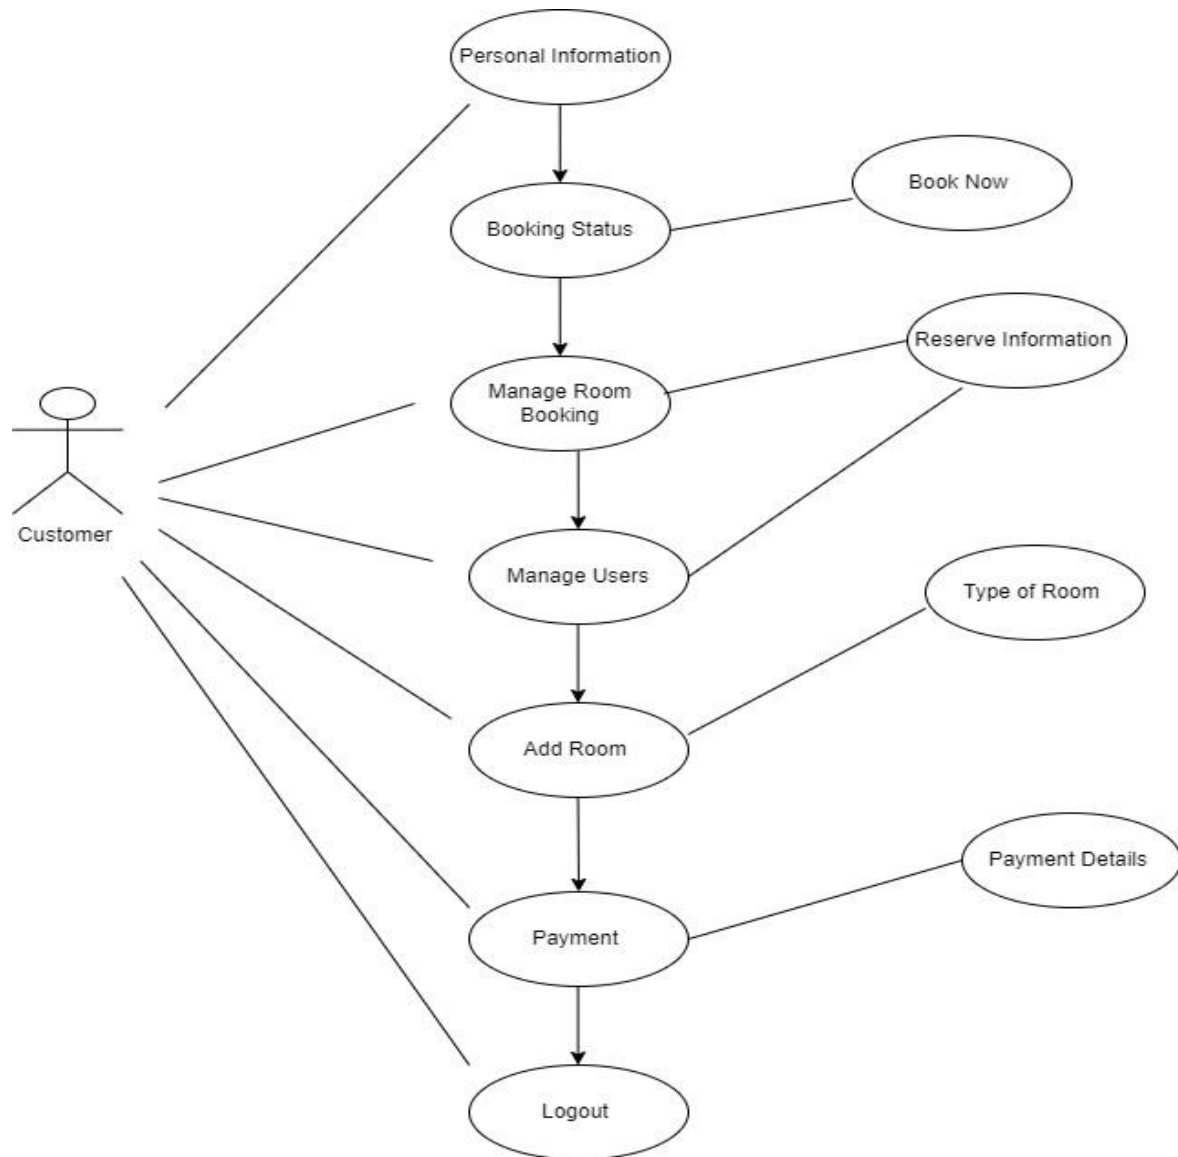 Personal Information
Book Now
Booking Status
Reserve Information
Manage Room
Booking
Customer
Manage Users
Type of Room
Add Room
Payment Details
Payment
Logout